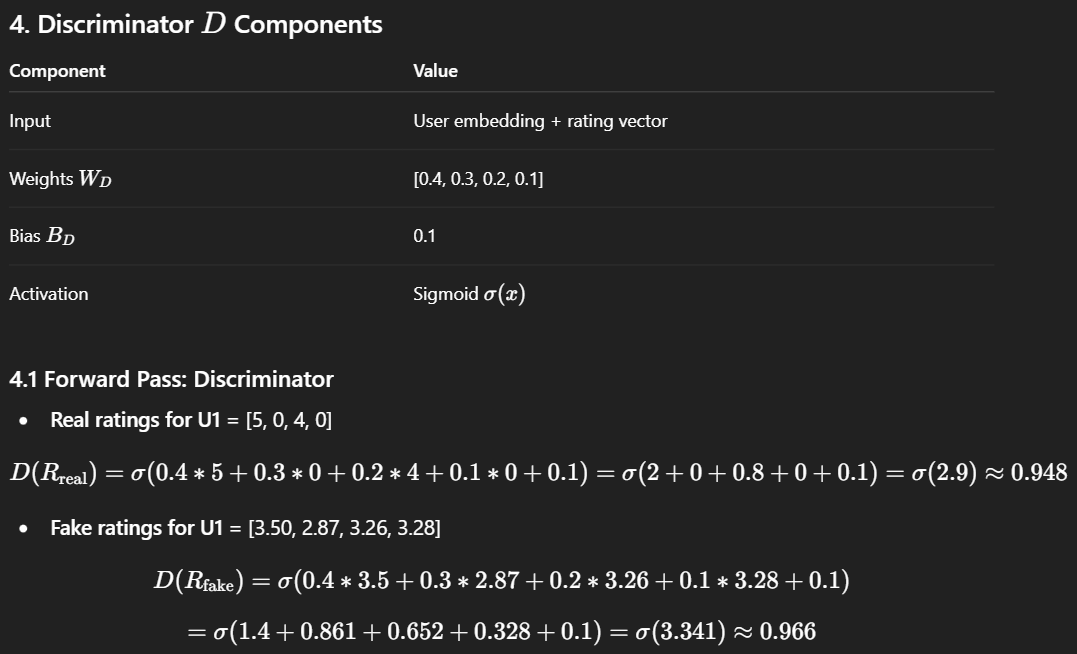 4. Discriminator D Components
Component Value
Input User embedding + rating vector
Weights W_D [0.4, 0.3, 0.2, 0.1]
Bias B_D 0.1
Activation Sigmoid σ(x)
4.1 Forward Pass: Discriminator
• Real ratings for U1 = [5, 0, 4, 0]
D(R_real) = σ(0.4 * 5 + 0.3 * 0 + 0.2 * 4 + 0.1 * 0 + 0.1) = σ(2 + 0 + 0.8 + 0 + 0.1) = σ(2.9) ≈ 0.948
• Fake ratings for U1 = [3.50, 2.87, 3.26, 3.28]
D(R_fake) = σ(0.4 * 3.5 + 0.3 * 2.87 + 0.2 * 3.26 + 0.1 * 3.28 + 0.1)
= σ(1.4 + 0.861 + 0.652 + 0.328 + 0.1) = σ(3.341) ≈ 0.966